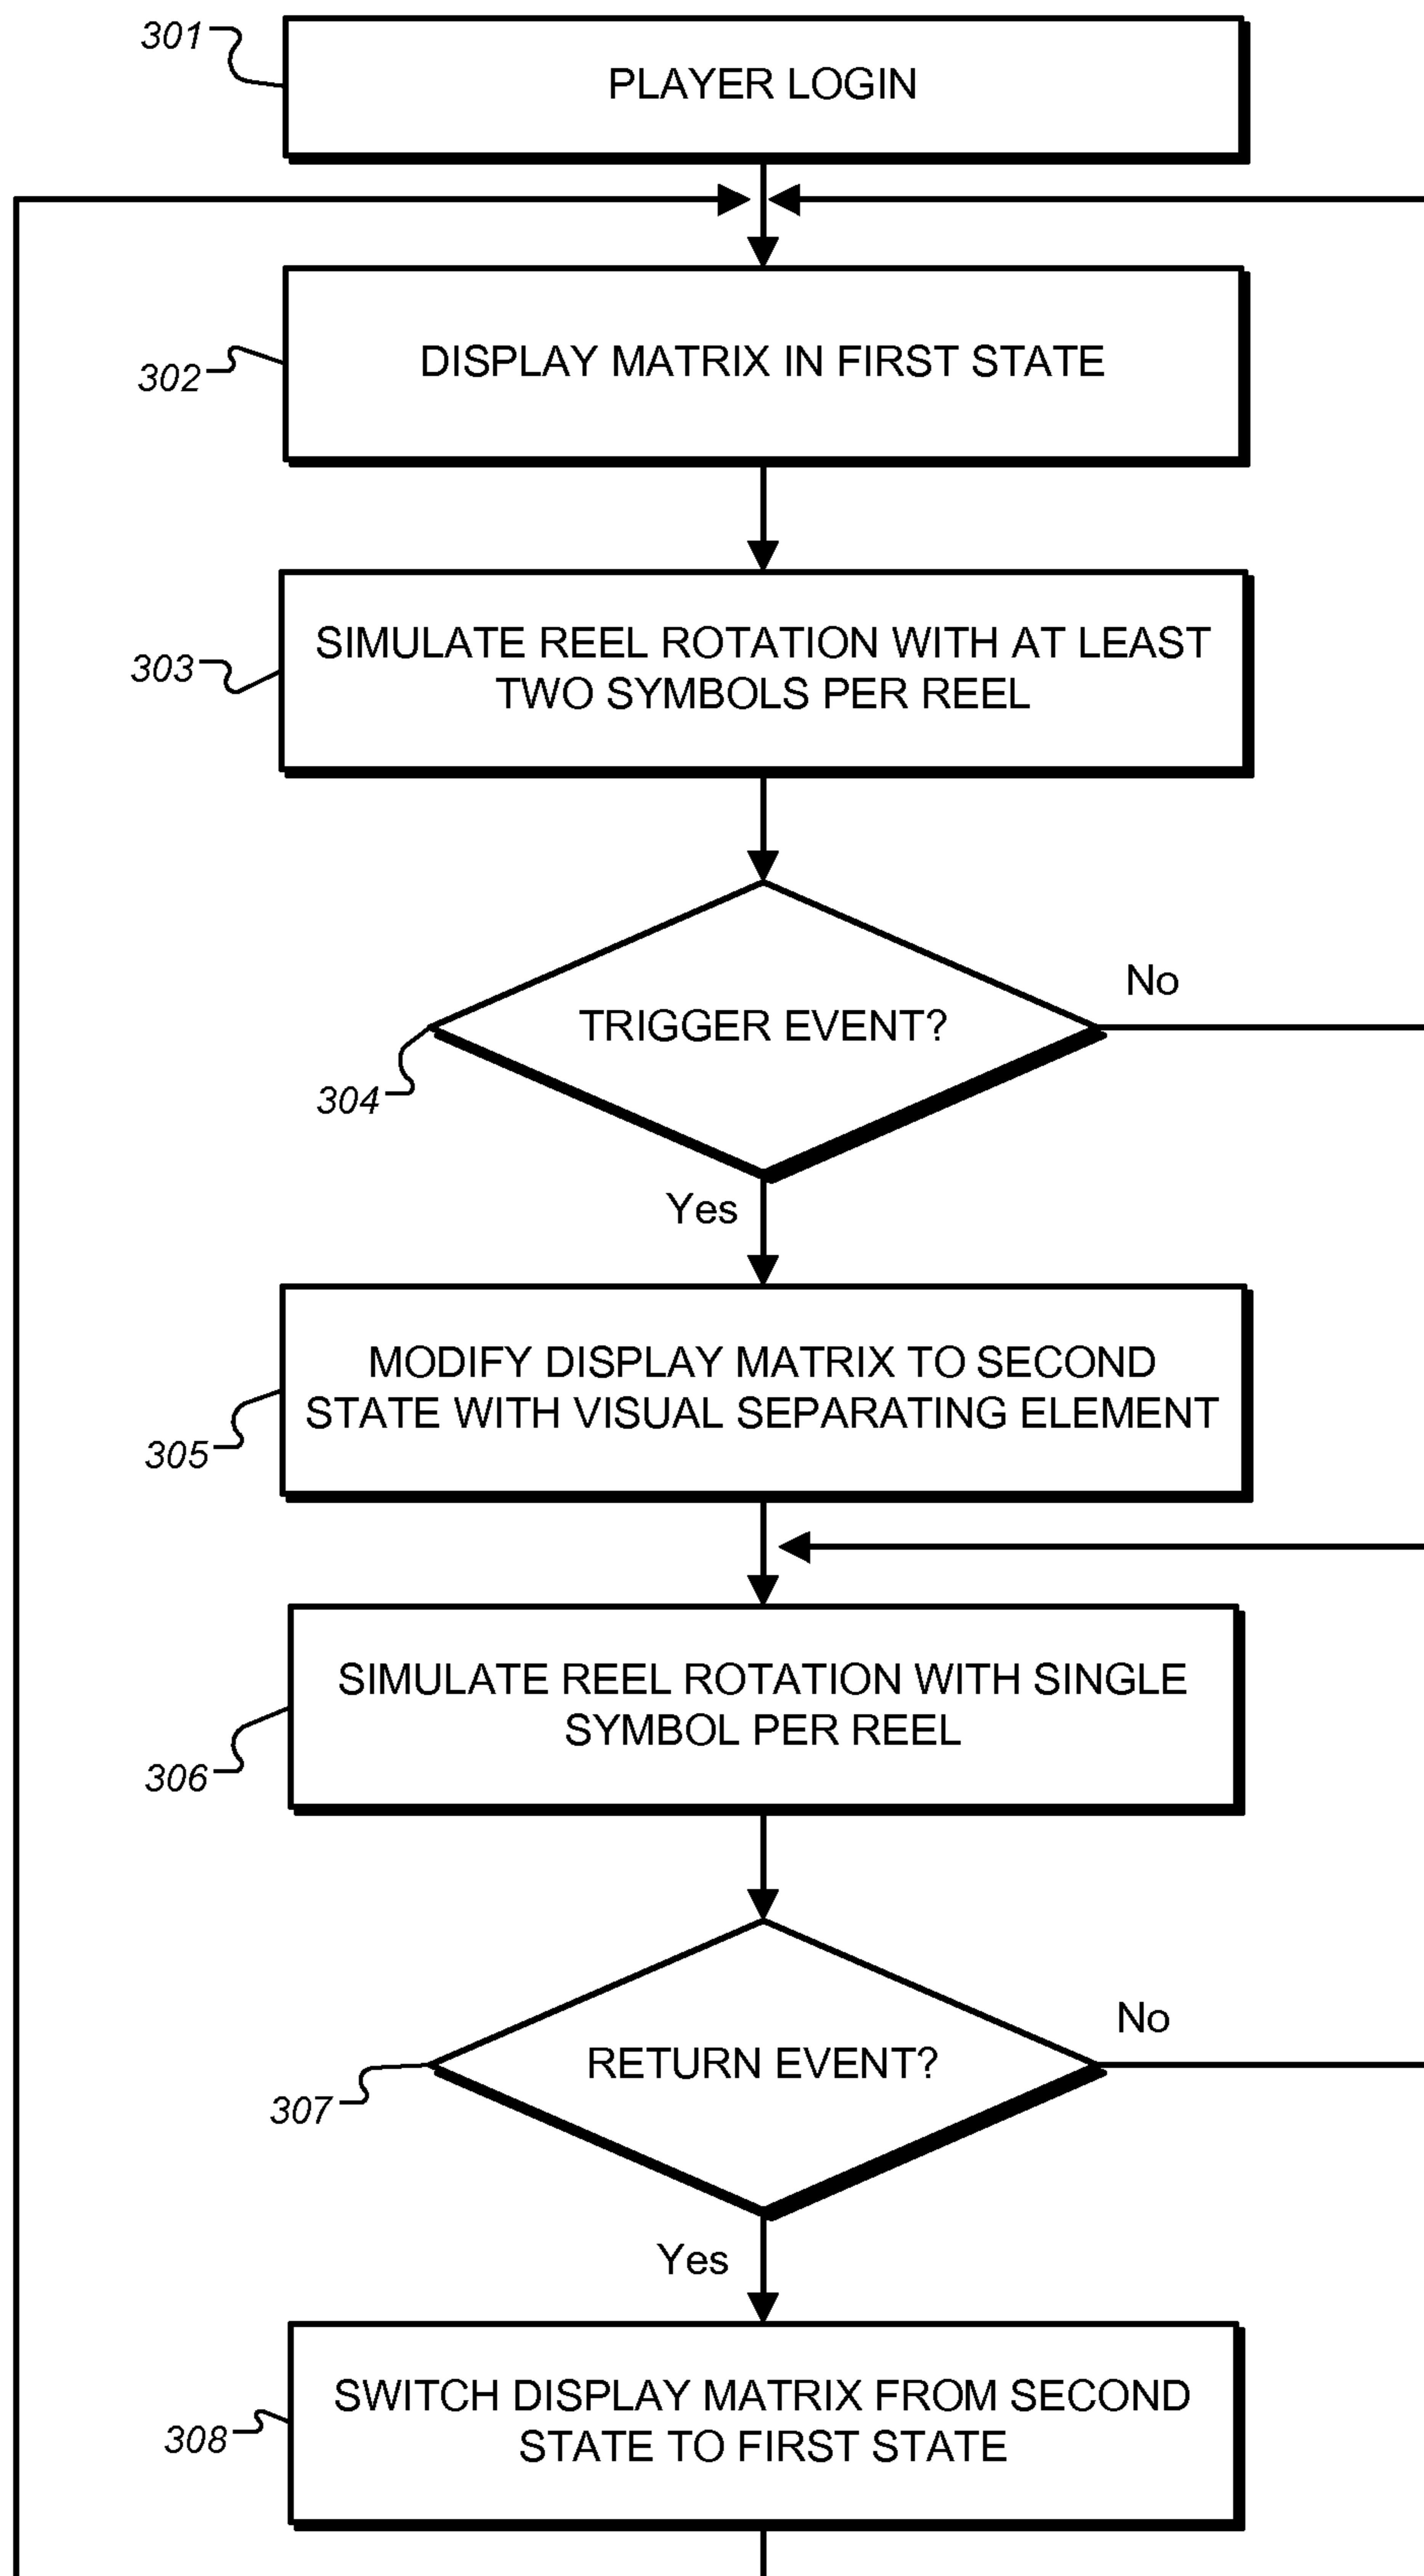 301
PLAYER LOGIN
302
DISPLAY MATRIX IN FIRST STATE
303
SIMULATE REEL ROTATION WITH AT LEAST
TWO SYMBOLS PER REEL
No
TRIGGER EVENT?
304
Yes
MODIFY DISPLAY MATRIX TO SECOND
STATE WITH VISUAL SEPARATING ELEMENT
305
SIMULATE REEL ROTATION WITH SINGLE
SYMBOL PER REEL
306
No
RETURN EVENT?
307
Yes
SWITCH DISPLAY MATRIX FROM SECOND
STATE TO FIRST STATE
308